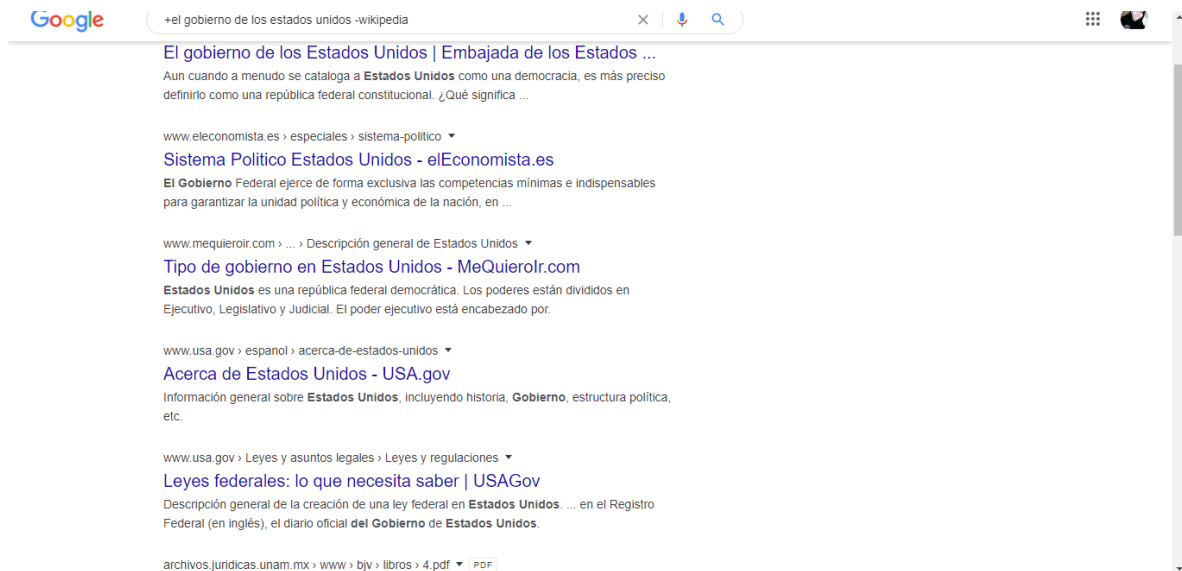 Google
+el gobierno de los estados unidos -wikipedia
El gobierno de los Estados Unidos | Embajada de los Estados ...
Aun cuando a menudo se cataloga a Estados Unidos como una democracia, es más preciso
definirlo como una república federal constitucional. ¿Qué significa ...
www.eleconomista.es › especiales › sistema-politico
Sistema Politico Estados Unidos - elEconomista.es
El Gobierno Federal ejerce de forma exclusiva las competencias mínimas e indispensables
para garantizar la unidad política y económica de la nación, en ...
www.mequieroir.com › ... › Descripción general de Estados Unidos
Tipo de gobierno en Estados Unidos - MeQuieroIr.com
Estados Unidos es una república federal democrática. Los poderes están divididos en
Ejecutivo, Legislativo y Judicial. El poder ejecutivo está encabezado por.
www.usa.gov › espanol › acerca-de-estados-unidos
Acerca de Estados Unidos - USA.gov
Información general sobre Estados Unidos, incluyendo historia, Gobierno, estructura política,
etc.
www.usa.gov › Leyes y asuntos legales › Leyes y regulaciones
Leyes federales: lo que necesita saber | USAGov
Descripción general de la creación de una ley federal en Estados Unidos. ... en el Registro
Federal (en inglés), el diario oficial del Gobierno de Estados Unidos.
archivos.juridicas.unam.mx › www › bjv › libros › 4.pdf PDF